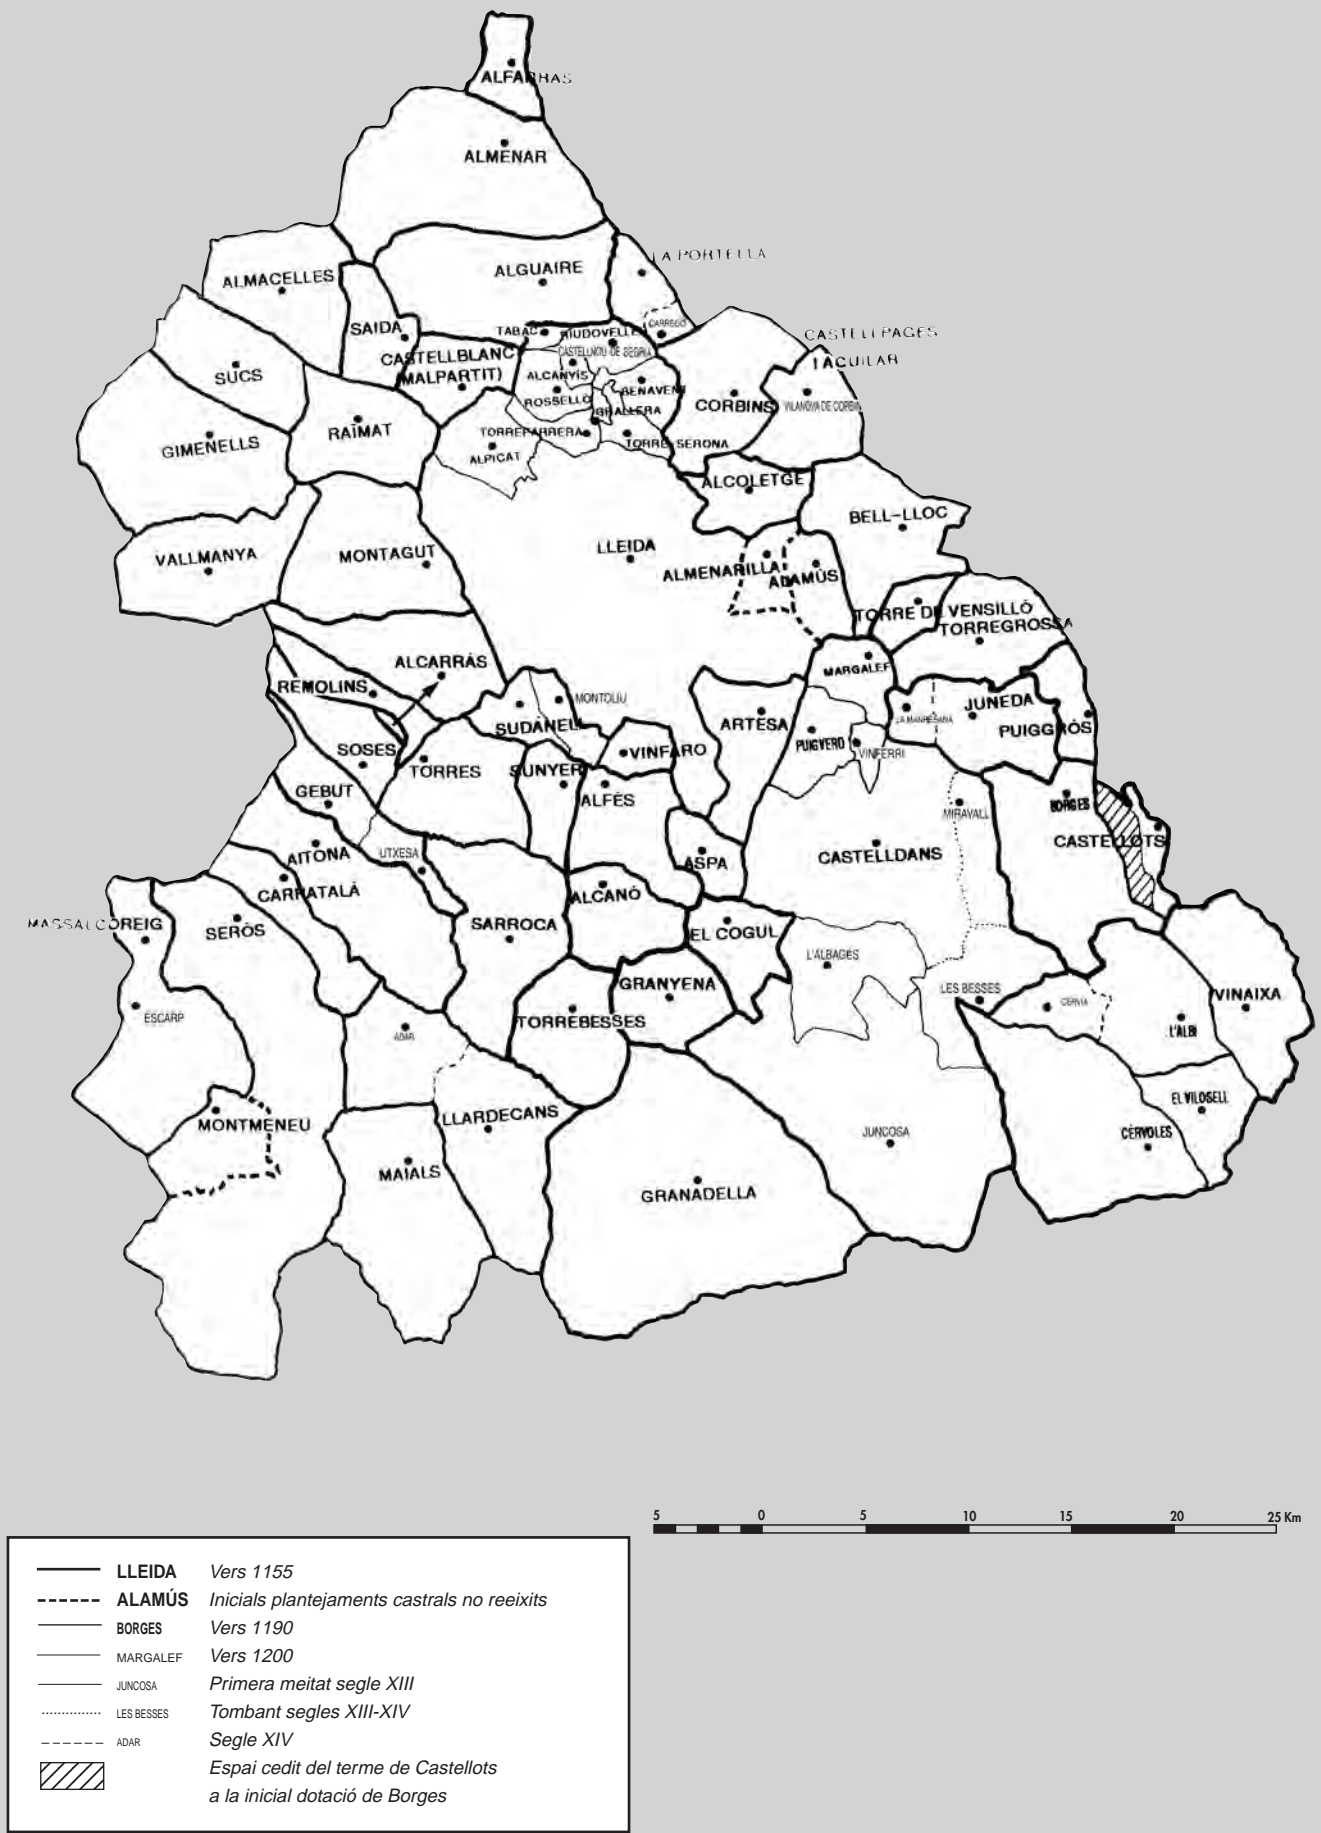 ALFARRAS
ALMENAR
LA PORTELLA
ALMACELLES
ALGUAIRE
SAIDA
TABAC
RIUDOVELLES
CARREGÓ
CASTELLPAGES
CASTELLBLANC
(MALPARTIT)
CASTELLNOU DE SEGRIA
I AGUILAR
SUCS
ALCANYÍS
BENAVENT
ROSSELLÓ
CORBINS
VILANOVA DE CORBINS
GRALLERA
RAÏMAT
TORREFARRERA
TORRE SERONA
GIMENELLS
ALPICAT
ALCOLETGE
BELL-LLOC
VALLMANYA
MONTAGUT
LLEIDA
ALMENARILLA
ALAMÚS
TORRE DE VENSILLÓ
TORREGROSSA
ALCARRÀS
MARGALEF
REMOLINS
SUDANELL
MONTOLIU
ARTESA
LA MANRESANA
JUNEDA
PUIGGRÒS
SOSES
TORRES
SUNYER
VINFARO
PUIGVERD
VINFERRI
GEBUT
ALFÉS
MIRAVALL
BORGES
AITONA
UTXESA
ASPA
CASTELLDANS
CASTELLOTS
CARRATALÀ
ALCANÓ
MASSALCOREIG
SERÒS
SARROCA
EL COGUL
L'ALBAGÉS
GRANYENA
LES BESSES
CERVIÀ
VINAIXA
ESCARP
ADAR
TORREBESSES
L'ALBI
MONTMENEU
LLARDECANS
EL VILOSELL
MAIALS
JUNCOSA
CÉRVOLES
GRANADELLA
5 0 5 10 15 20 25 Km
LLEIDA Vers 1155
ALAMÚS Inicials plantejaments castrals no reeixits
BORGES Vers 1190
MARGALEF Vers 1200
JUNCOSA Primera meitat segle XIII
LES BESSES Tombant segles XIII-XIV
ADAR Segle XIV
Espai cedit del terme de Castellots
a la inicial dotació de Borges